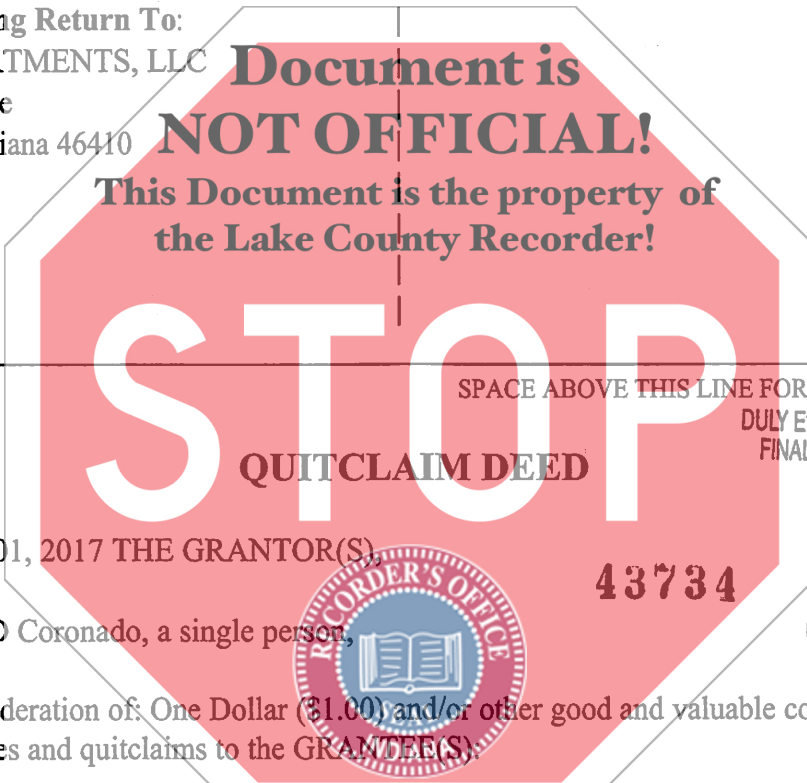 ng Return To:
TMENTS, LLC
e
iana 46410
Document is
NOT OFFICIAL!
This Document is the property of
the Lake County Recorder!
STOP
SPACE ABOVE THIS LINE FOR
DULY E
FINAL
QUITCLAIM DEED
01, 2017 THE GRANTOR(S),
43734
Coronado, a single person,
RECORDER'S OFFICE
SEAL
INDIANA
deration of: One Dollar ($1.00) and/or other good and valuable co
es and quitclaims to the GRANTEE(S):